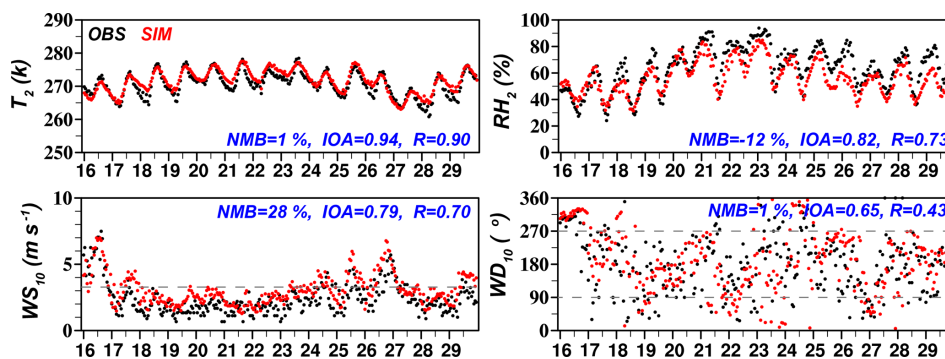 290
280
270
260
250
T2 (k)
OBS SIM
NMB=1 %, IOA=0.94, R=0.90
16 17 18 19 20 21 22 23 24 25 26 27 28 29
100
80
60
40
20
0
RH2 (%)
NMB=-12 %, IOA=0.82, R=0.73
16 17 18 19 20 21 22 23 24 25 26 27 28 29
10
5
0
WS10 (m s-1)
NMB=28 %, IOA=0.79, R=0.70
16 17 18 19 20 21 22 23 24 25 26 27 28 29
360
270
180
90
0
WD10 ( °)
NMB=1 %, IOA=0.65, R=0.43
16 17 18 19 20 21 22 23 24 25 26 27 28 29